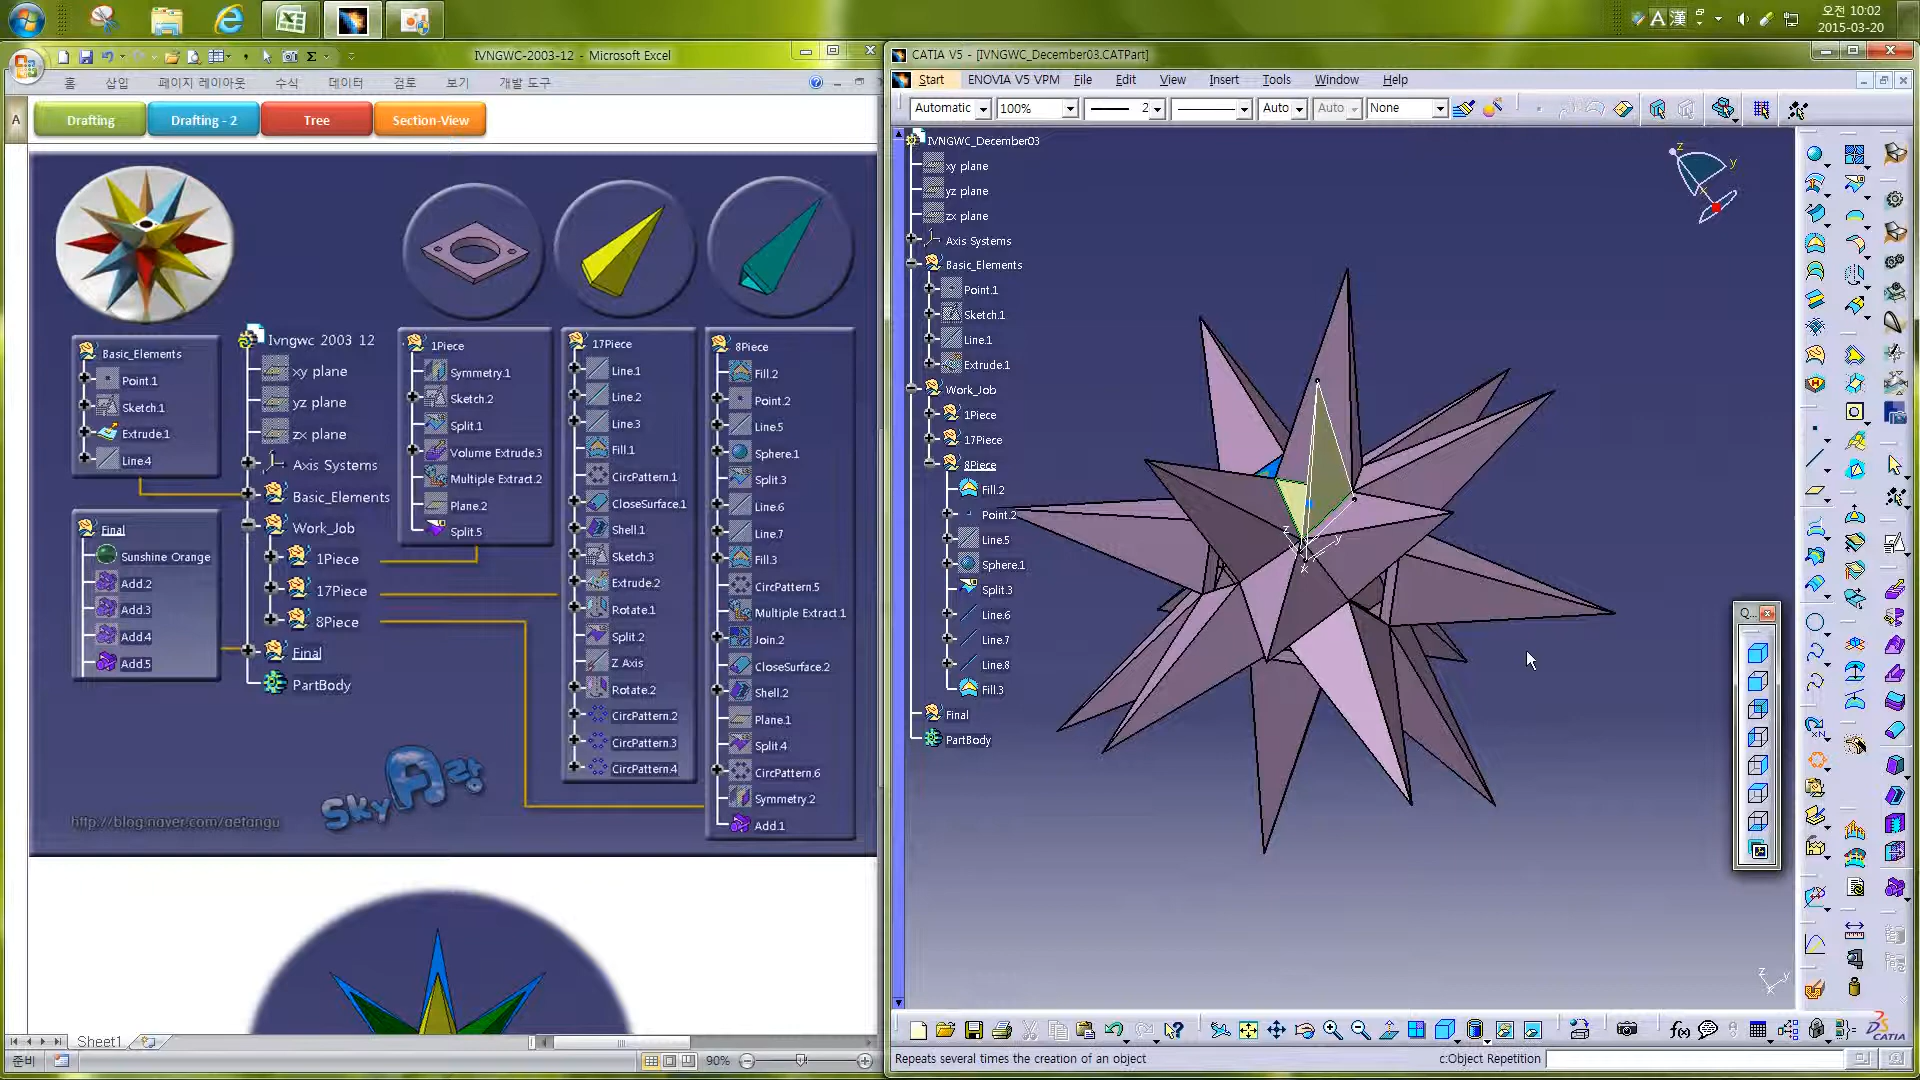 오전 10:02
2015-03-20
IVNGWC-2003-12 - Microsoft Excel
홈 삽입 페이지 레이아웃 수식 데이터 검토 보기 개발 도구
A
Drafting
Drafting - 2
Tree
Section-View
Basic_Elements
Point.1
Sketch.1
Extrude.1
Line.4
Final
Sunshine Orange
Add.2
Add.3
Add.4
Add.5
Ivngwc 2003 12
xy plane
yz plane
zx plane
Axis Systems
Basic_Elements
Work_Job
1Piece
17Piece
8Piece
Final
PartBody
1Piece
Symmetry.1
Sketch.2
Split.1
Volume Extrude.3
Multiple Extract.2
Plane.2
Split.5
17Piece
Line.1
Line.2
Line.3
Fill.1
CircPattern.1
CloseSurface.1
Shell.1
Sketch.3
Extrude.2
Rotate.1
Split.2
Z Axis
Rotate.2
CircPattern.2
CircPattern.3
CircPattern.4
8Piece
Fill.2
Point.2
Line.5
Sphere.1
Split.3
Line.6
Line.7
Fill.3
CircPattern.5
Multiple Extract.1
Join.2
CloseSurface.2
Shell.2
Plane.1
Split.4
CircPattern.6
Symmetry.2
Add.1
http://blog.naver.com/aetangu
SkyA랑
Sheet1
준비
90%
CATIA V5 - [IVNGWC_December03.CATPart]
Start ENOVIA V5 VPM File Edit View Insert Tools Window Help
Automatic 100% 2 Auto Auto None
IVNGWC_December03
xy plane
yz plane
zx plane
Axis Systems
Basic_Elements
Point.1
Sketch.1
Line.1
Extrude.1
Work_Job
1Piece
17Piece
8Piece
Fill.2
Point.2
Line.5
Sphere.1
Split.3
Line.6
Line.7
Line.8
Fill.3
Final
PartBody
z
y
x
Q...
z y
x
CATIA
Repeats several times the creation of an object
c:Object Repetition